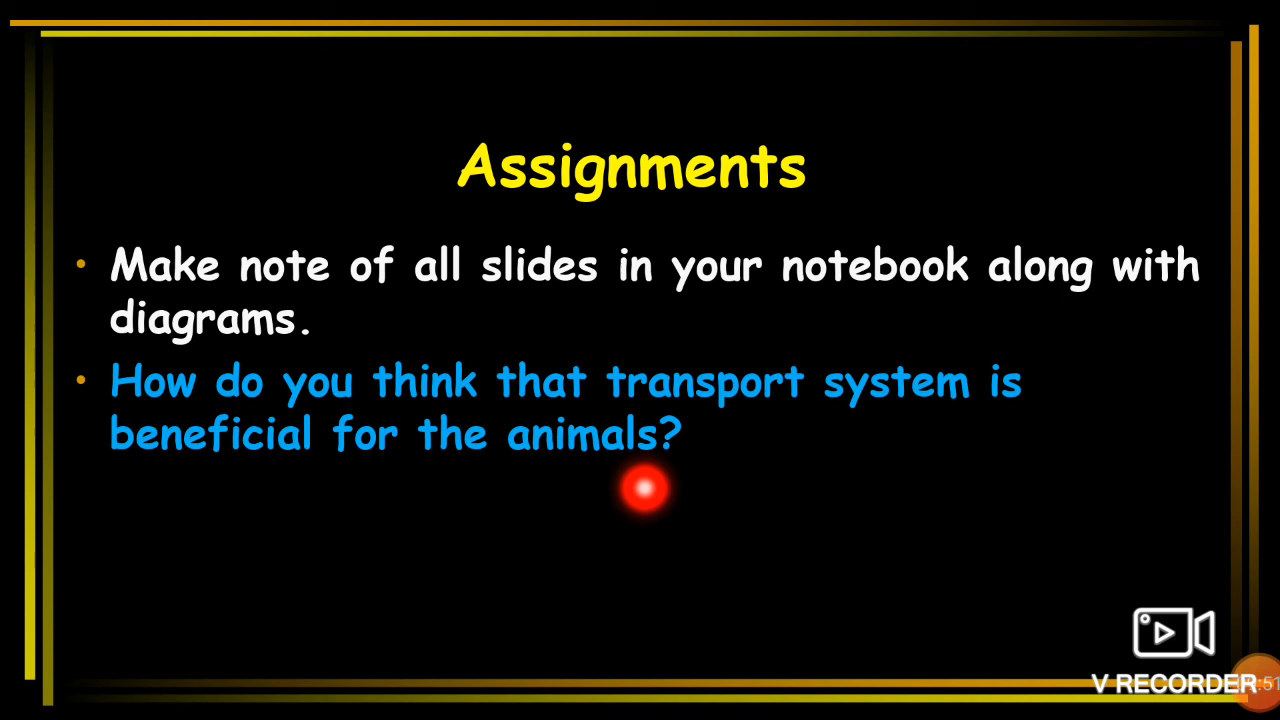 Assignments
• Make note of all slides in your notebook along with
diagrams.
• How do you think that transport system is
beneficial for the animals?
V RECORDER